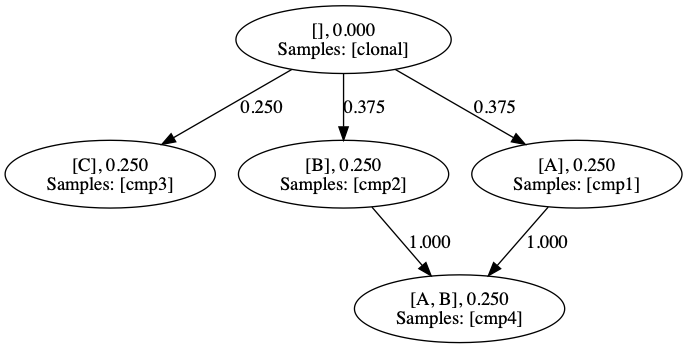 [], 0.000
Samples: [clonal]
0.250
0.375
0.375
[C], 0.250
Samples: [cmp3]
[B], 0.250
Samples: [cmp2]
[A], 0.250
Samples: [cmp1]
1.000
1.000
[A, B], 0.250
Samples: [cmp4]